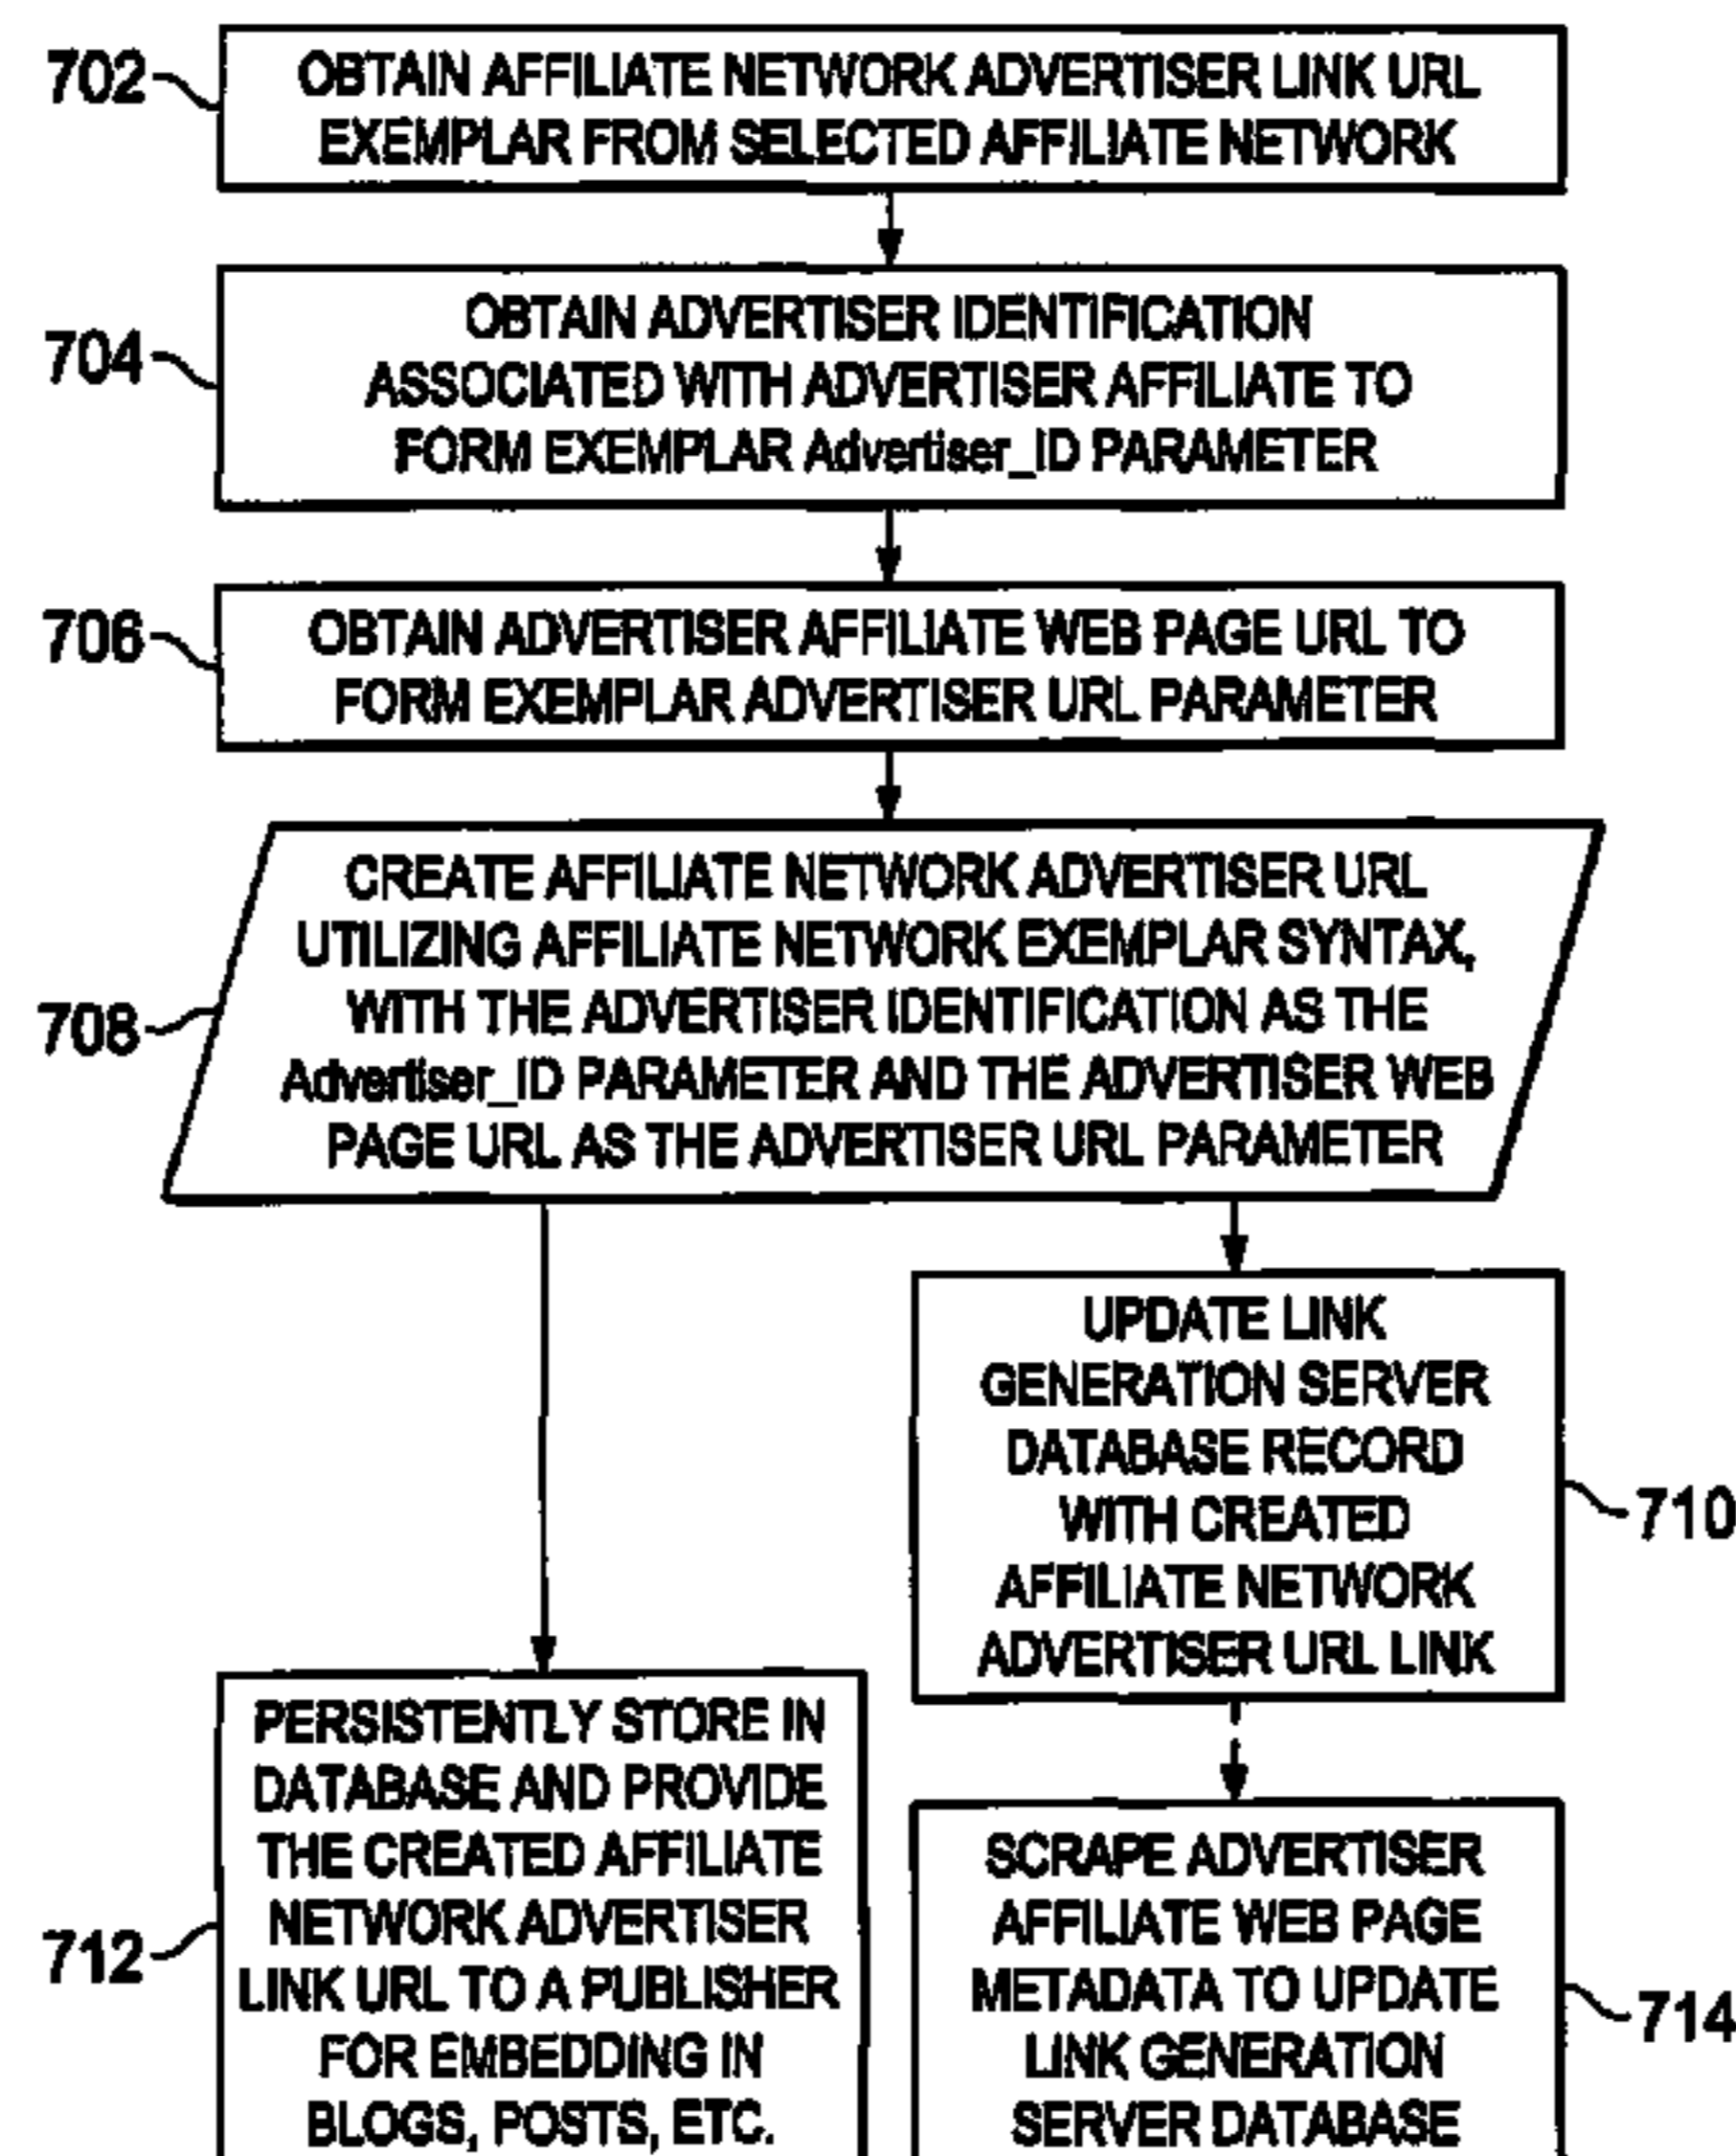 702
OBTAIN AFFILIATE NETWORK ADVERTISER LINK URL
EXEMPLAR FROM SELECTED AFFILIATE NETWORK
704
OBTAIN ADVERTISER IDENTIFICATION
ASSOCIATED WITH ADVERTISER AFFILIATE TO
FORM EXEMPLAR Advertiser_ID PARAMETER
706
OBTAIN ADVERTISER AFFILIATE WEB PAGE URL TO
FORM EXEMPLAR ADVERTISER URL PARAMETER
708
CREATE AFFILIATE NETWORK ADVERTISER URL
UTILIZING AFFILIATE NETWORK EXEMPLAR SYNTAX,
WITH THE ADVERTISER IDENTIFICATION AS THE
Advertiser_ID PARAMETER AND THE ADVERTISER WEB
PAGE URL AS THE ADVERTISER URL PARAMETER
UPDATE LINK
GENERATION SERVER
DATABASE RECORD
WITH CREATED
AFFILIATE NETWORK
ADVERTISER URL LINK
710
712
PERSISTENTLY STORE IN
DATABASE AND PROVIDE
THE CREATED AFFILIATE
NETWORK ADVERTISER
LINK URL TO A PUBLISHER
FOR EMBEDDING IN
BLOGS, POSTS, ETC.
SCRAPE ADVERTISER
AFFILIATE WEB PAGE
METADATA TO UPDATE
LINK GENERATION
SERVER DATABASE
714